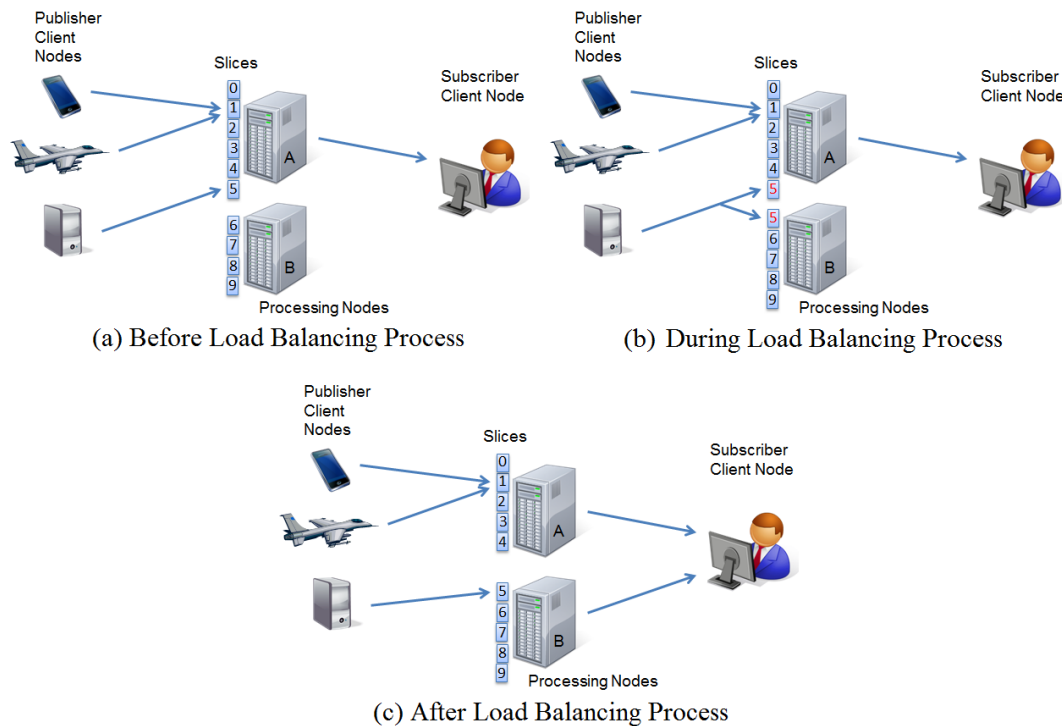 Publisher
Client
Nodes
Slices
Subscriber
Client Node
0
1
2
3
4
5
A
6
7
8
9
B
Processing Nodes
(a) Before Load Balancing Process
Publisher
Client
Nodes
Slices
Subscriber
Client Node
0
1
2
3
4
5
A
5
6
7
8
9
B
Processing Nodes
(b) During Load Balancing Process
Publisher
Client
Nodes
Slices
Subscriber
Client Node
0
1
2
3
4
A
5
6
7
8
9
B
Processing Nodes
(c) After Load Balancing Process